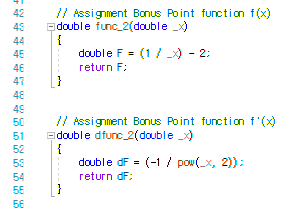 41
42 // Assignment Bonus Point function f(x)
43 double func_2(double _x)
44 {
45 double F = (1 / _x) - 2;
46 return F;
47 }
48
49
50 // Assignment Bonus Point function f'(x)
51 double dfunc_2(double _x)
52 {
53 double dF = (-1 / pow(_x, 2));
54 return dF;
55 }
56